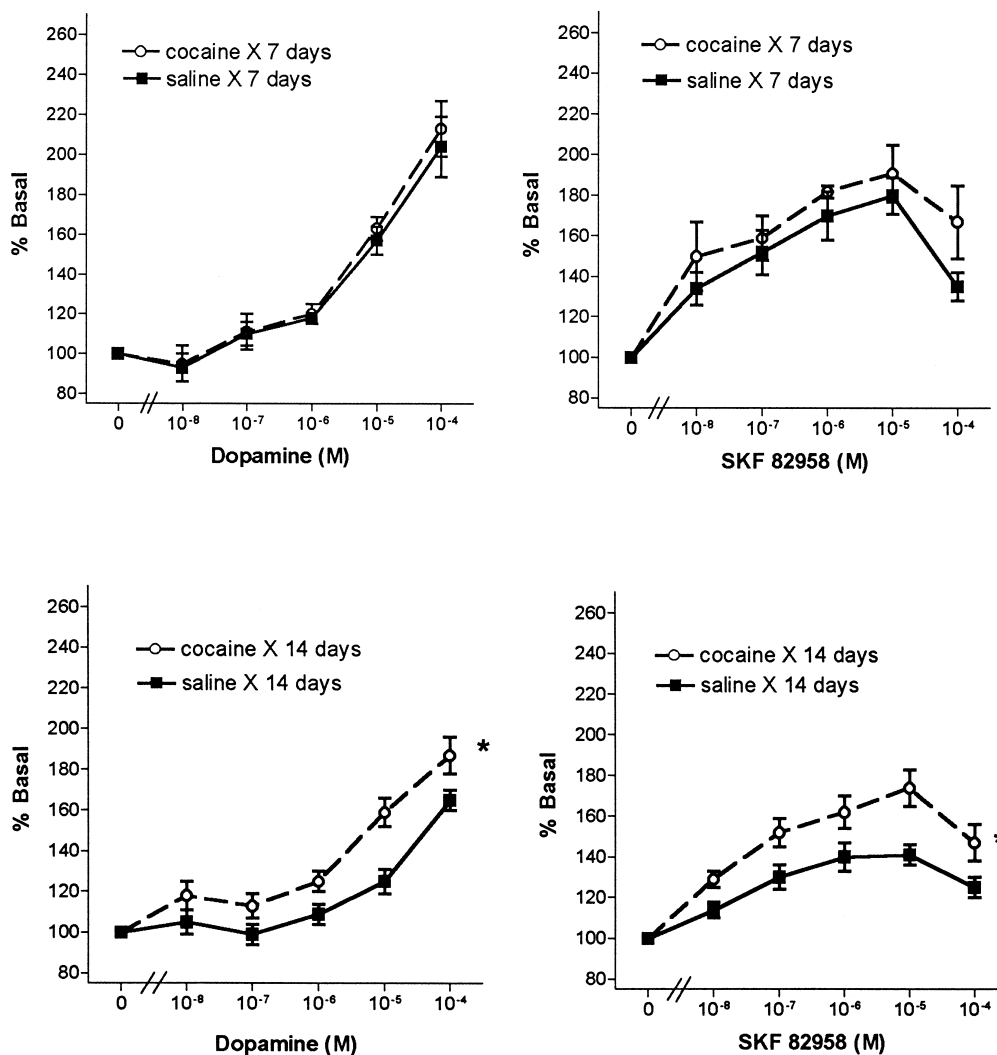 260
240
220
200
180
160
140
120
100
80
% Basal
cocaine X 7 days
saline X 7 days
0 10⁻⁸ 10⁻⁷ 10⁻⁶ 10⁻⁵ 10⁻⁴
Dopamine (M)
260
240
220
200
180
160
140
120
100
80
% Basal
cocaine X 7 days
saline X 7 days
0 10⁻⁸ 10⁻⁷ 10⁻⁶ 10⁻⁵ 10⁻⁴
SKF 82958 (M)
260
240
220
200
180
160
140
120
100
80
% Basal
cocaine X 14 days
saline X 14 days
*
0 10⁻⁸ 10⁻⁷ 10⁻⁶ 10⁻⁵ 10⁻⁴
Dopamine (M)
260
240
220
200
180
160
140
120
100
80
% Basal
cocaine X 14 days
saline X 14 days
*
0 10⁻⁸ 10⁻⁷ 10⁻⁶ 10⁻⁵ 10⁻⁴
SKF 82958 (M)